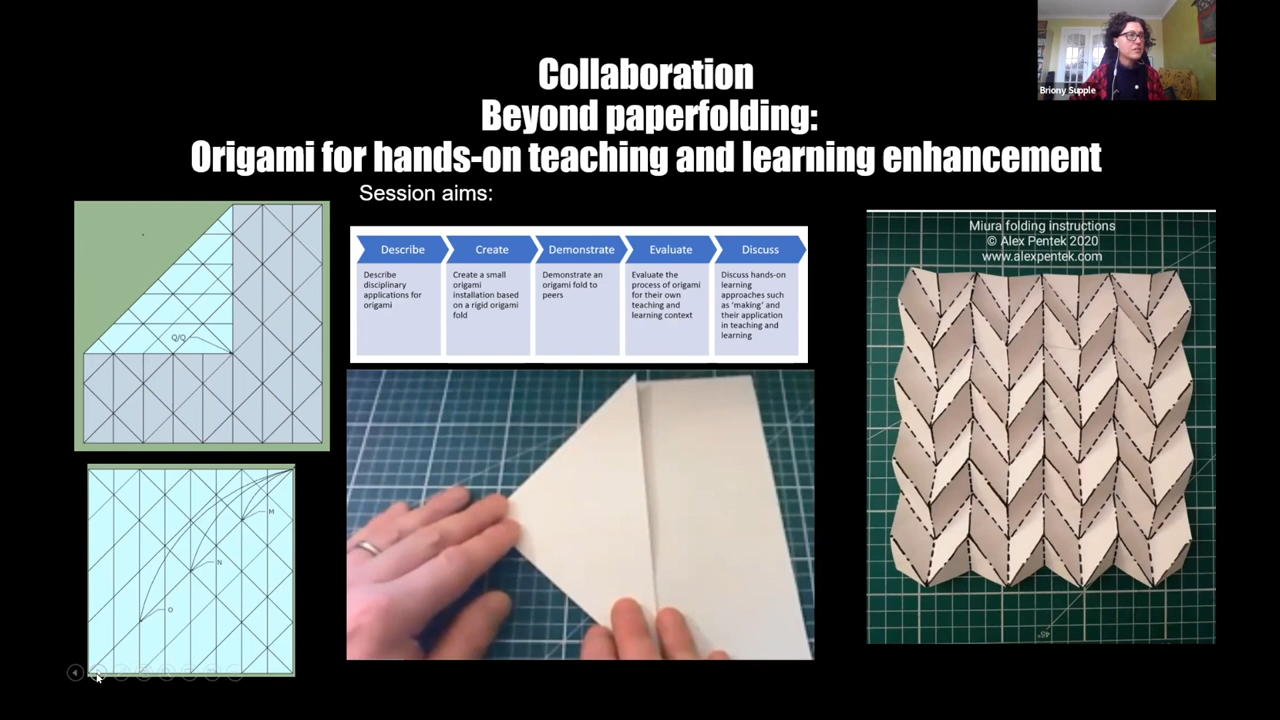 Collaboration
Beyond paperfolding:
Origami for hands-on teaching and learning enhancement
Briony Supple
Session aims:
Describe
Create
Demonstrate
Evaluate
Discuss
Describe
disciplinary
applications for
origami
Create a small
origami
installation based
on a rigid origami
fold
Demonstrate an
origami fold to
peers
Evaluate the
process of origami
for their own
teaching and
learning context
Discuss hands-on
learning
approaches such
as 'making' and
their application
in teaching and
learning
Q/Q
M
N
O
Miura folding instructions
© Alex Pentek 2020
www.alexpentek.com
45°